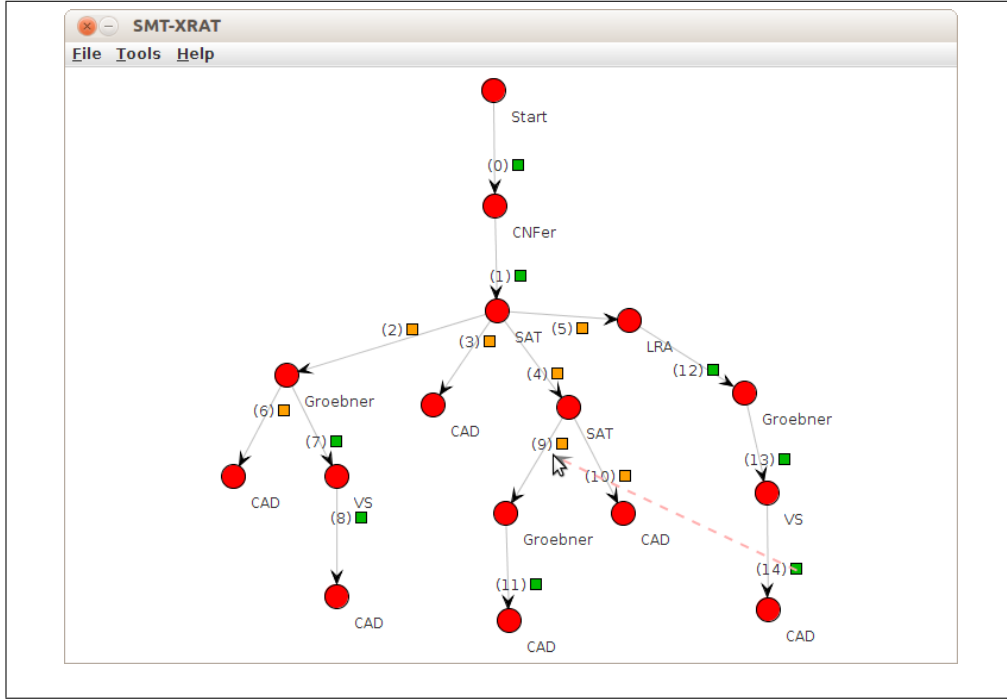 SMT-XRAT
File Tools Help
Start
(0)
CNFer
(1)
SAT
(2)
(3)
(5)
LRA
(4)
(12)
Groebner
(6)
CAD
SAT
Groebner
(7)
(9)
(13)
CAD
VS
(10)
(8)
Groebner
CAD
VS
(14)
(11)
CAD
CAD
CAD